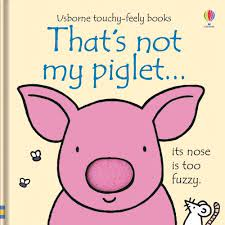 Usborne touchy-feely books
That's not
my piglet...
its nose
is too
fuzzy.